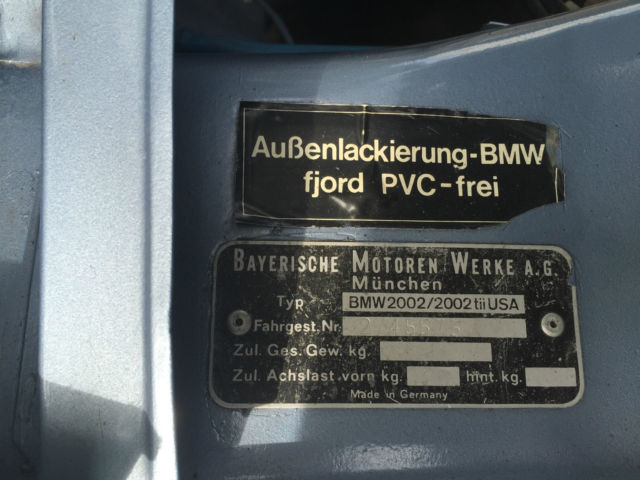 Außenlackierung-BMW
fjord PVC-frei
BAYERISCHE MOTOREN WERKE A.G.
München
Typ BMW2002/2002tiiUSA
Fahrgest.Nr.
Zul. Ges. Gew. kg.
Zul. Achslast vorn kg. hint. kg.
Made in Germany